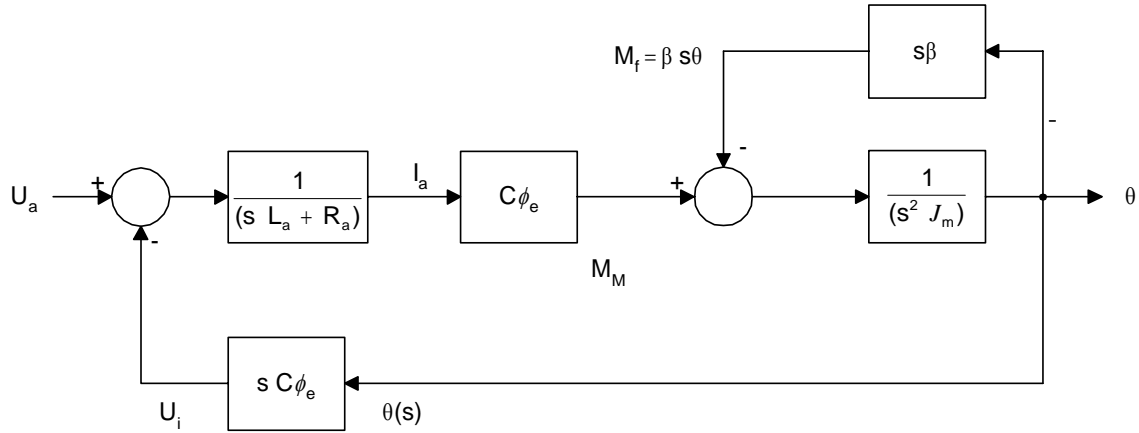 M_f = β sθ
sβ
-
-
U_a
+
-
1
(s L_a + R_a)
I_a
Cϕ_e
+
1
(s² J_m)
θ
M_M
s Cϕ_e
U_i
θ(s)